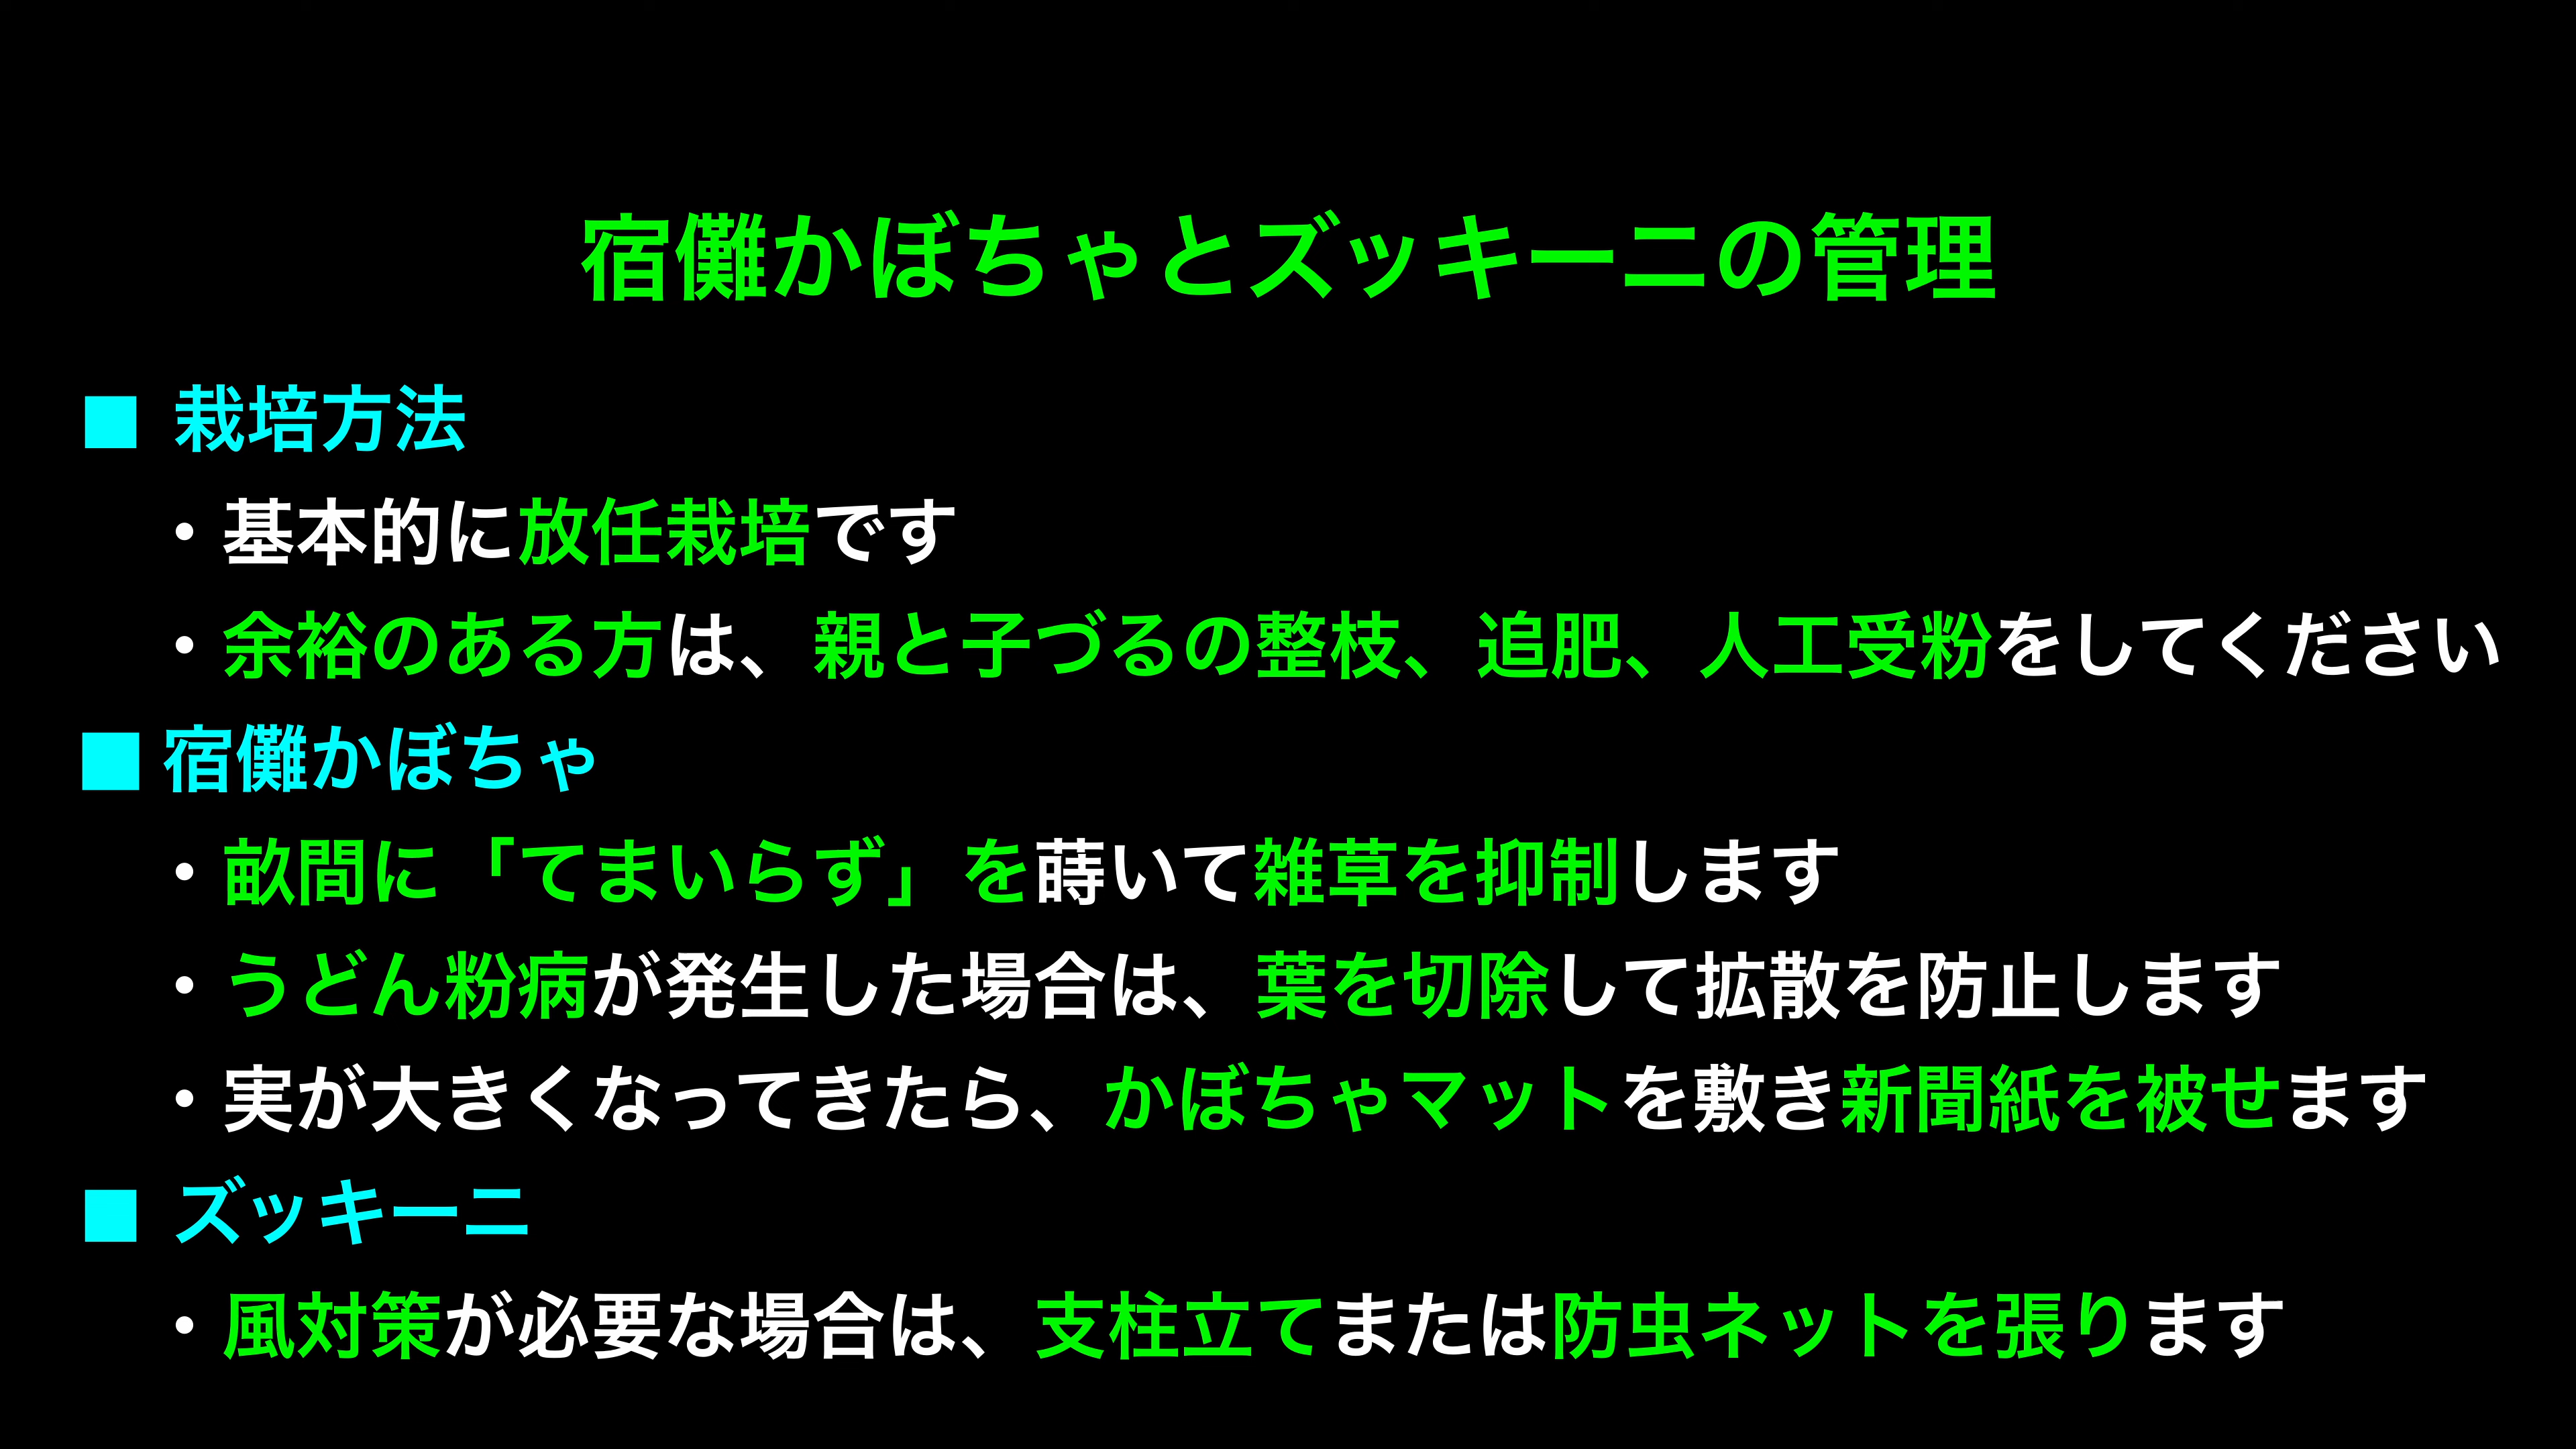 宿儺かぼちゃとズッキーニの管理
■ 栽培方法
・基本的に放任栽培です
・余裕のある方は、親と子づるの整枝、追肥、人工受粉をしてください
■ 宿儺かぼちゃ
・畝間に「てまいらず」を蒔いて雑草を抑制します
・うどん粉病が発生した場合は、葉を切除して拡散を防止します
・実が大きくなってきたら、かぼちゃマットを敷き新聞紙を被せます
■ ズッキーニ
・風対策が必要な場合は、支柱立てまたは防虫ネットを張ります